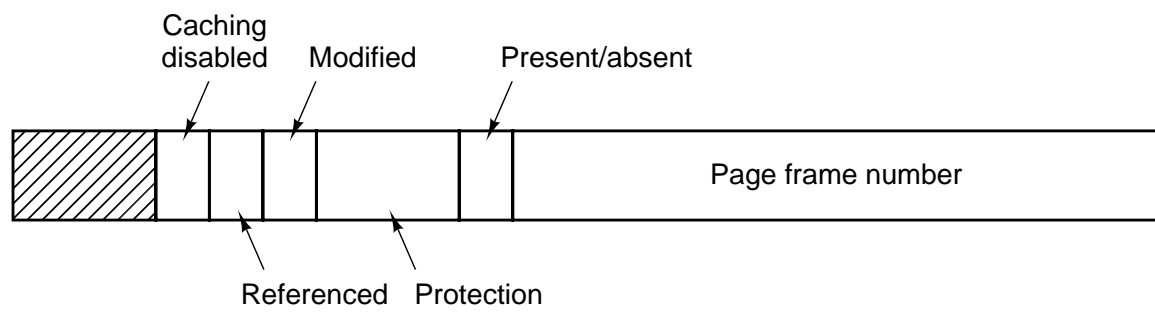 Caching
disabled
Modified
Present/absent
Page frame number
Referenced
Protection